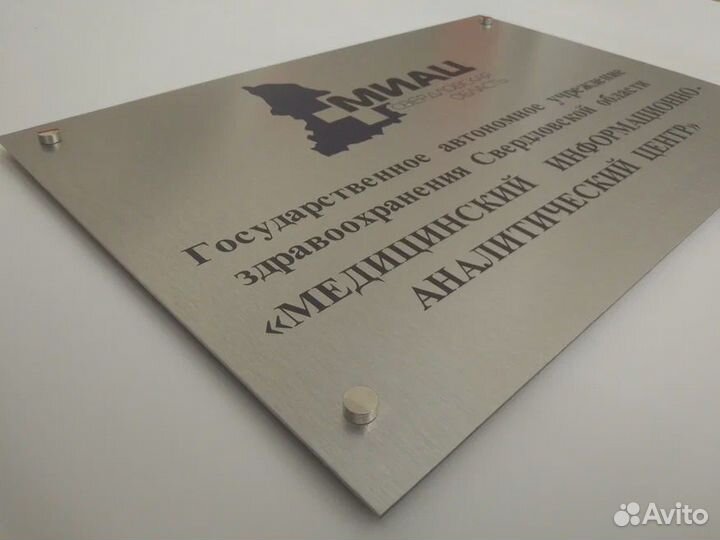 МИАЦ
СВЕРДЛОВСКАЯ
ОБЛАСТЬ
Государственное автономное учреждение
здравоохранения Свердловской области
«МЕДИЦИНСКИЙ ИНФОРМАЦИОННО-
АНАЛИТИЧЕСКИЙ ЦЕНТР»
Avito